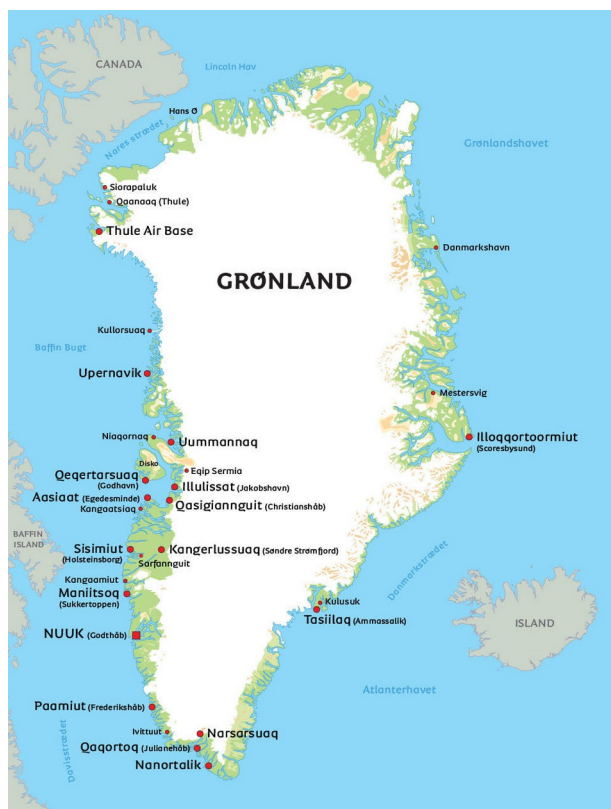 CANADA
Lincoln Hav
Hans Ø
Nares strædet
Grønlandshavet
Siorapaluk
Qaanaaq (Thule)
Thule Air Base
Danmarkshavn
GRØNLAND
Kullorsuaq
Baffin Bugt
Upernavik
Mestersvig
Niaqornaq
Uummannaq
Illoqqortoormiut
(Scoresbysund)
Disko
Eqip Sermia
Qeqertarsuaq
(Godhavn)
Illulissat (Jakobshavn)
Aasiaat (Egedesminde)
Qasigiannguit (Christianshåb)
Kangaatsiaq
BAFFIN
ISLAND
Sisimiut
(Holsteinsborg)
Kangerlussuaq (Søndre Strømfjord)
Sarfannguit
Danmarkstrædet
Kangaamiut
Maniitsoq
(Sukkertoppen)
Kulusuk
Tasiilaq (Ammassalik)
ISLAND
NUUK (Godthåb)
Atlanterhavet
Paamiut (Frederikshåb)
Davisstrædet
Ivittuut
Narsarsuaq
Qaqortoq (Julianehåb)
Nanortalik